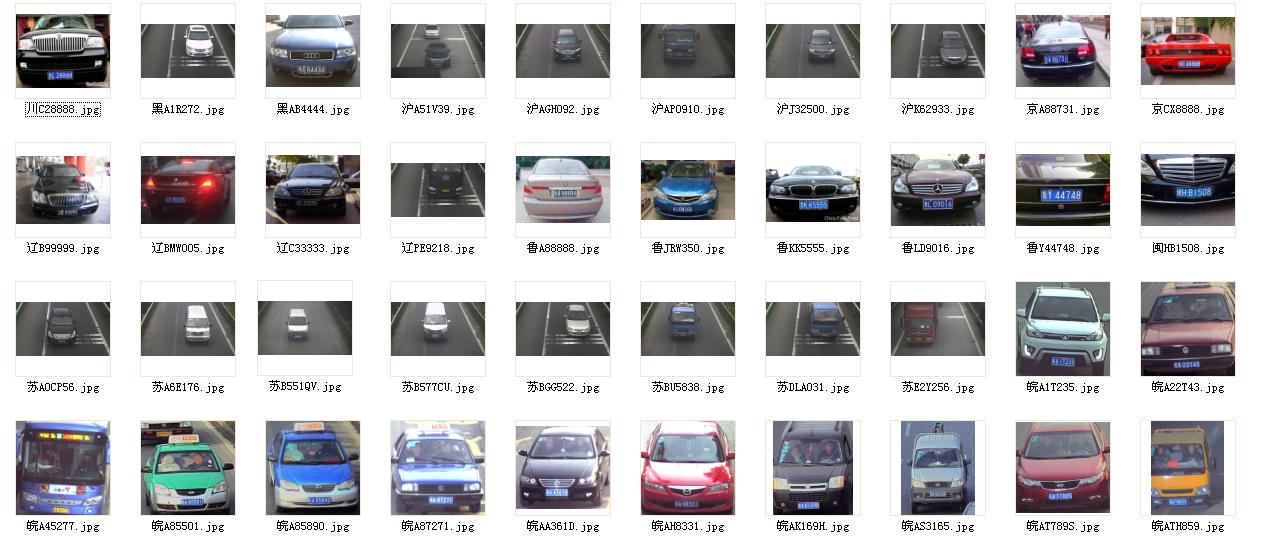 川C28888.jpg
黑A1R272.jpg
黑AB4444.jpg
沪A51V39.jpg
沪AGH092.jpg
沪AP0910.jpg
沪J32500.jpg
沪K62933.jpg
京A88731.jpg
京CX8888.jpg
辽B99999.jpg
辽BMW005.jpg
辽C33333.jpg
辽PE9218.jpg
鲁A88888.jpg
鲁JRW350.jpg
鲁KK5555.jpg
鲁LD9016.jpg
鲁Y44748.jpg
闽HB1508.jpg
苏A0CP56.jpg
苏A6E176.jpg
苏B551QV.jpg
苏B577CU.jpg
苏BGG522.jpg
苏BU5838.jpg
苏DLA031.jpg
苏E2Y256.jpg
皖A1T235.jpg
皖A22T43.jpg
皖A45277.jpg
皖A85501.jpg
皖A85890.jpg
皖A87271.jpg
皖AA361D.jpg
皖AH8331.jpg
皖AK169H.jpg
皖AS3165.jpg
皖AT789S.jpg
皖ATH859.jpg